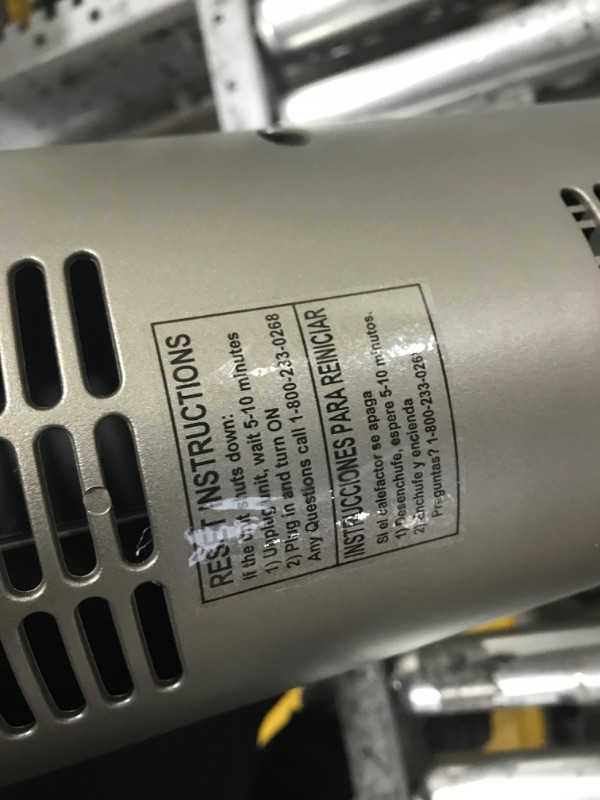 RESET INSTRUCTIONS
If the unit shuts down:
1) Unplug unit, wait 5-10 minutes
2) Plug in and turn ON
Any Questions call 1-800-233-0268
INSTRUCCIONES PARA REINICIAR
Si el calefactor se apaga
1) Desenchufe, espere 5-10 minutos.
2) Enchufe y encienda
Preguntas? 1-800-233-026